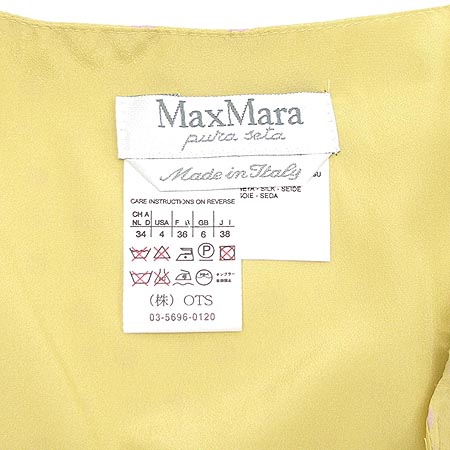 MaxMara
pura seta
Made in Italy
SETA - SILK - SEIDE
SOIE - SEDA
CARE INSTRUCTIONS ON REVERSE
CH A NL D USA F GB J I
34 4 36 6 38
P
(株) OTS
03-5696-0120